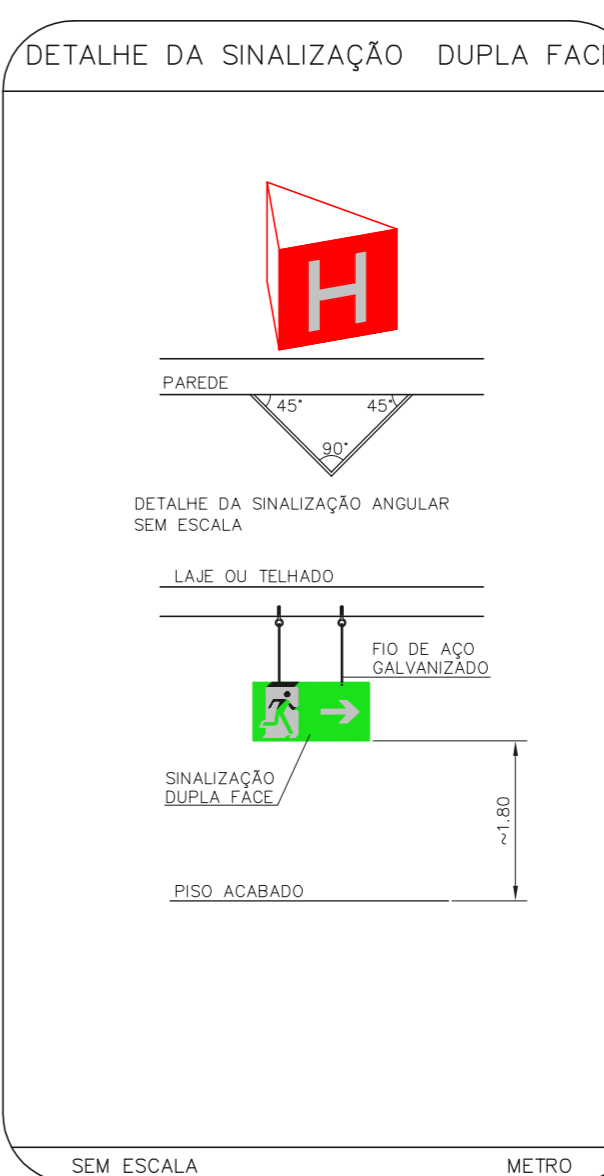 DETALHE DA SINALIZAÇÃO DUPLA FACE
H
PAREDE
45°
45°
90°
DETALHE DA SINALIZAÇÃO ANGULAR
SEM ESCALA
LAJE OU TELHADO
FIO DE AÇO
GALVANIZADO
SINALIZAÇÃO
DUPLA FACE
~1.80
PISO ACABADO
SEM ESCALA
METRO